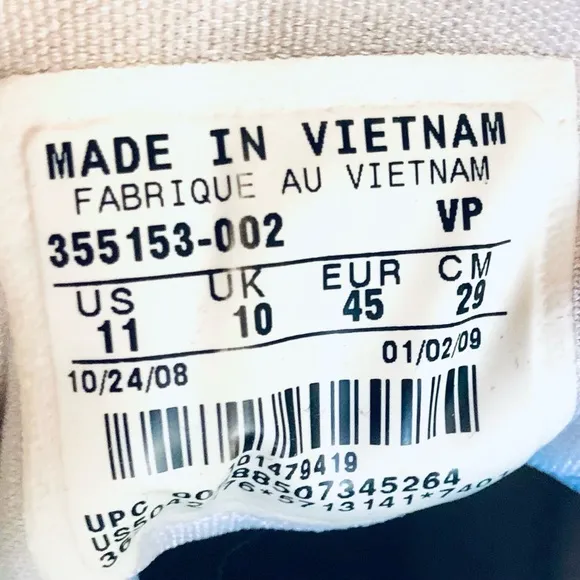 MADE IN VIETNAM
FABRIQUE AU VIETNAM
355153-002 VP
US UK EUR CM
11 10 45 29
10/24/08 01/02/09
01479419
UPC